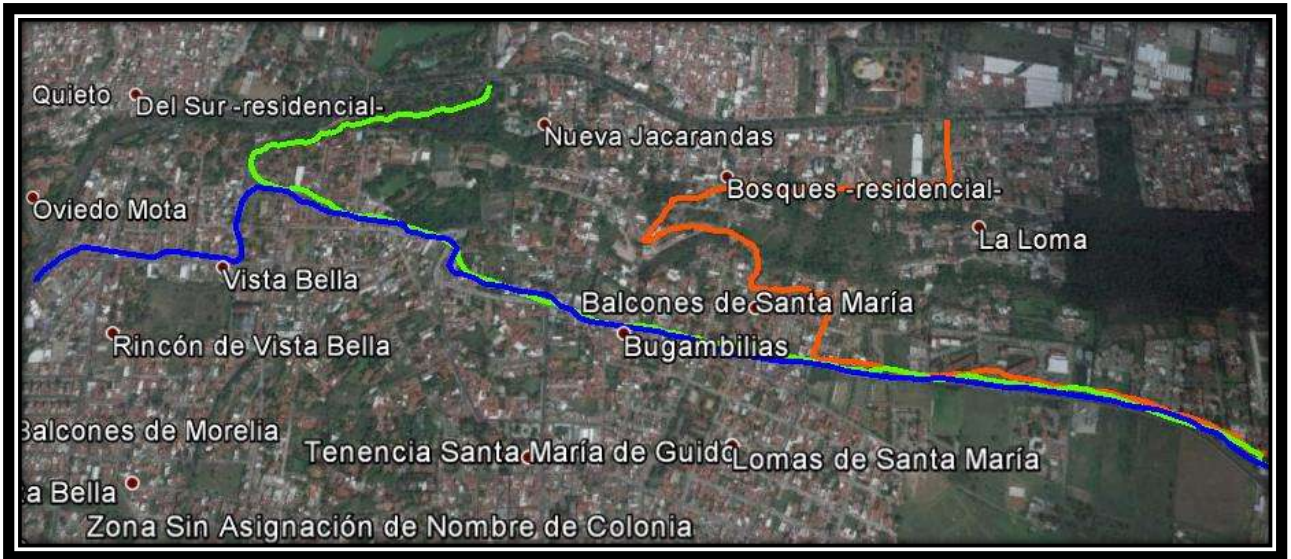 Quieto
Del Sur -residencial-
Nueva Jacarandas
Bosques -residencial-
Oviedo Mota
La Loma
Vista Bella
Balcones de Santa María
Rincón de Vista Bella
Bugambilias
Balcones de Morelia
Tenencia Santa María de Guido
Lomas de Santa María
ta Bella
Zona Sin Asignación de Nombre de Colonia